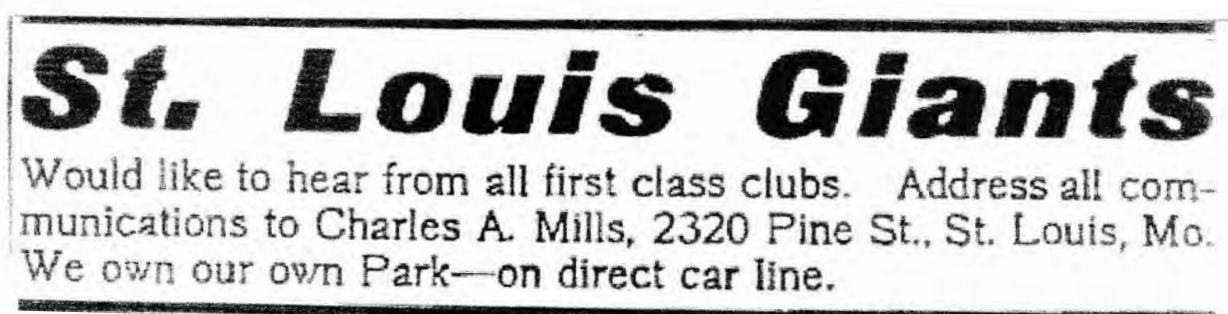 St. Louis Giants
Would like to hear from all first class clubs. Address all com-
munications to Charles A. Mills, 2320 Pine St., St. Louis, Mo.
We own our own Park—on direct car line.